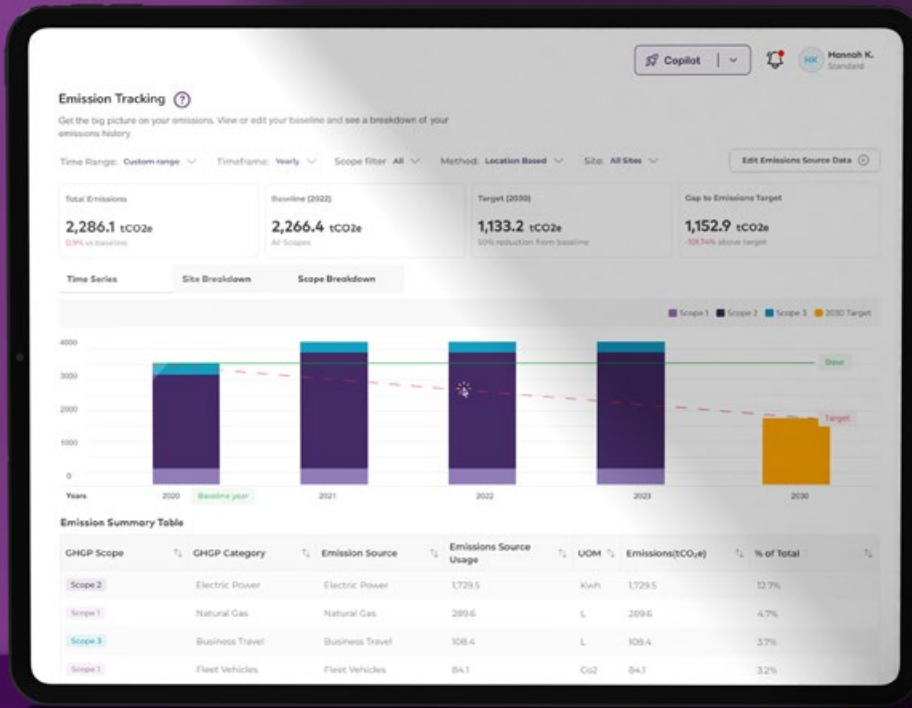 Copilot
HK
Hannah K.
Standard
Emission Tracking ?
Get the big picture on your emissions. View or edit your baseline and see a breakdown of your
emissions history
Time Range: Custom range Timeframe: Yearly Scope filter All Method: Location Based Site: All Sites Edit Emissions Source Data
Total Emissions Baseline (2022) Target (2030) Gap to Emissions Target
2,286.1 tCO2e 2,266.4 tCO2e 1,133.2 tCO2e 1,152.9 tCO2e
0.9% vs baseline All Scopes 50% reduction from baseline -101.74% above target
Time Series Site Breakdown Scope Breakdown
Scope 1 Scope 2 Scope 3 2030 Target
4000
Base
3000
2000
Target
1000
0
Years 2020 Baseline year 2021 2022 2023 2030
Emission Summary Table
GHGP Scope GHGP Category Emission Source Emissions Source Usage UOM Emissions(tCO₂e) % of Total
Scope 2 Electric Power Electric Power 1,729.5 Kwh 1,729.5 12.7%
Scope 1 Natural Gas Natural Gas 289.6 L 289.6 4.7%
Scope 3 Business Travel Business Travel 108.4 L 108.4 3.7%
Scope 1 Fleet Vehicles Fleet Vehicles 84.1 Co2 84.1 3.2%